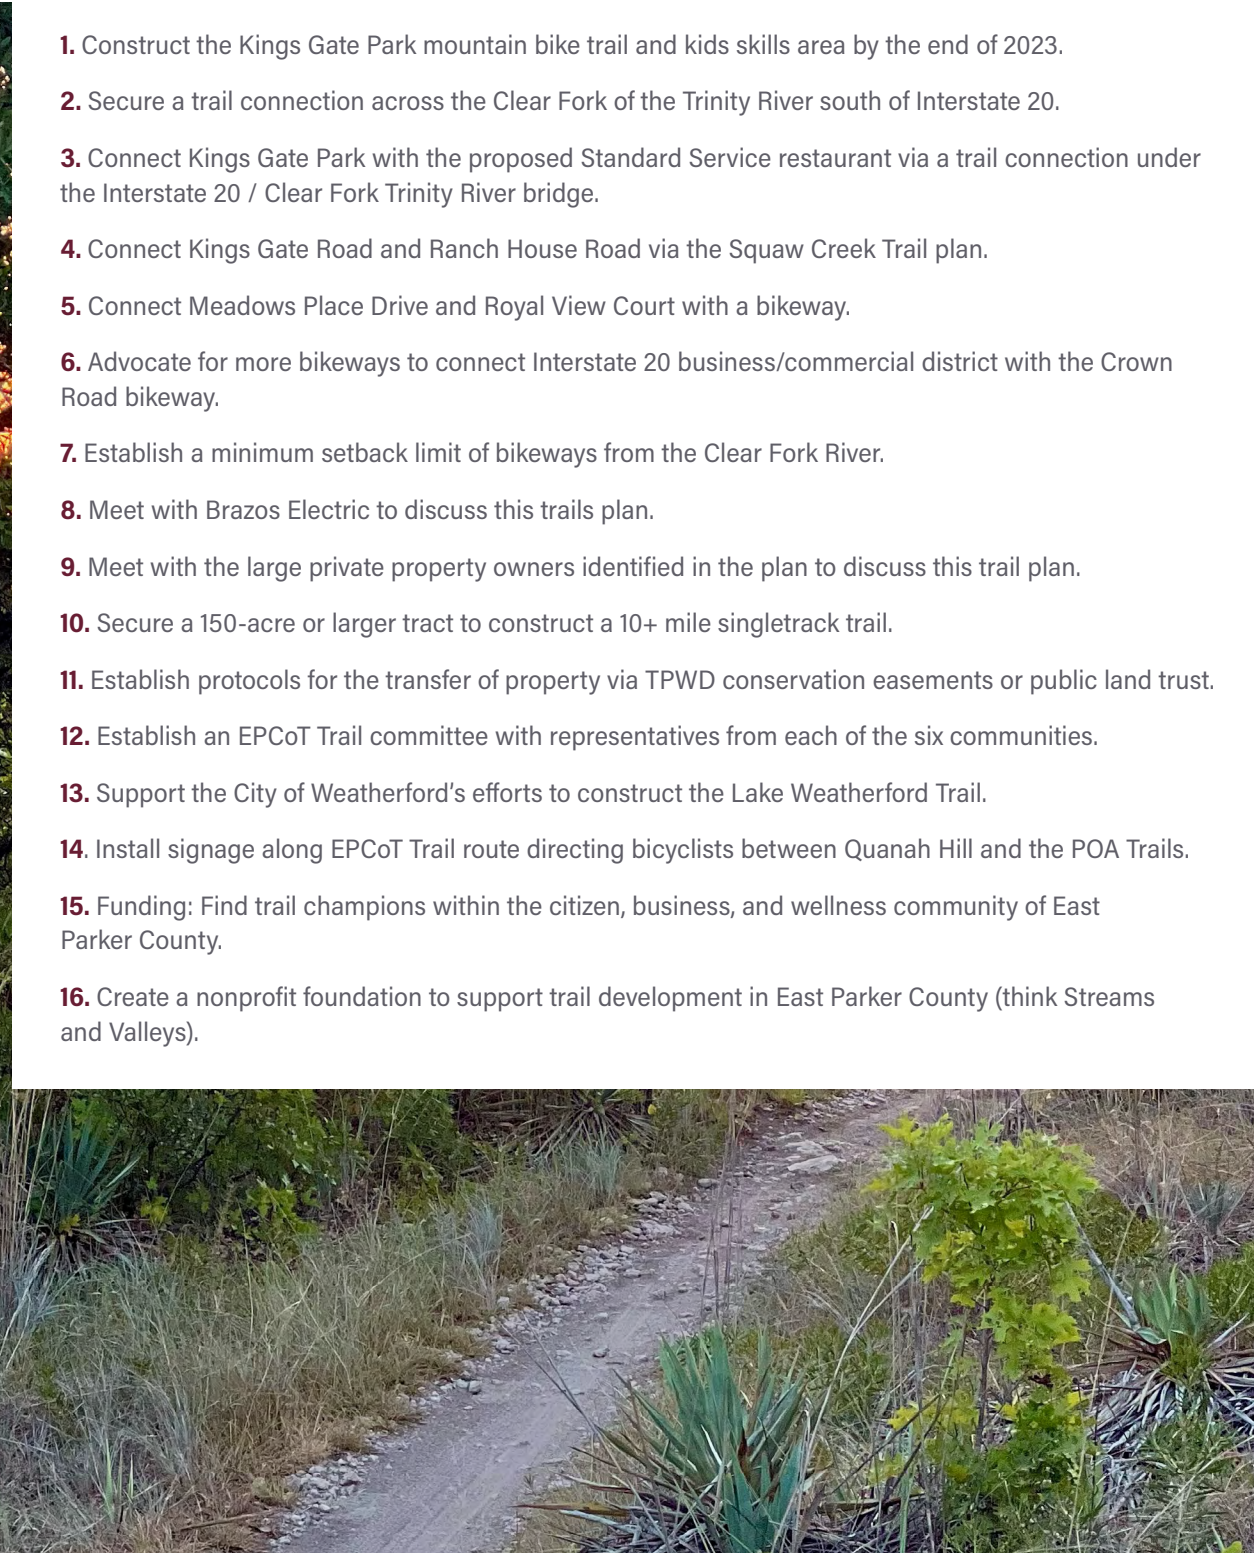 1. Construct the Kings Gate Park mountain bike trail and kids skills area by the end of 2023.
2. Secure a trail connection across the Clear Fork of the Trinity River south of Interstate 20.
3. Connect Kings Gate Park with the proposed Standard Service restaurant via a trail connection under
the Interstate 20 / Clear Fork Trinity River bridge.
4. Connect Kings Gate Road and Ranch House Road via the Squaw Creek Trail plan.
5. Connect Meadows Place Drive and Royal View Court with a bikeway.
6. Advocate for more bikeways to connect Interstate 20 business/commercial district with the Crown
Road bikeway.
7. Establish a minimum setback limit of bikeways from the Clear Fork River.
8. Meet with Brazos Electric to discuss this trails plan.
9. Meet with the large private property owners identified in the plan to discuss this trail plan.
10. Secure a 150-acre or larger tract to construct a 10+ mile singletrack trail.
11. Establish protocols for the transfer of property via TPWD conservation easements or public land trust.
12. Establish an EPCoT Trail committee with representatives from each of the six communities.
13. Support the City of Weatherford's efforts to construct the Lake Weatherford Trail.
14. Install signage along EPCoT Trail route directing bicyclists between Quanah Hill and the POA Trails.
15. Funding: Find trail champions within the citizen, business, and wellness community of East
Parker County.
16. Create a nonprofit foundation to support trail development in East Parker County (think Streams
and Valleys).